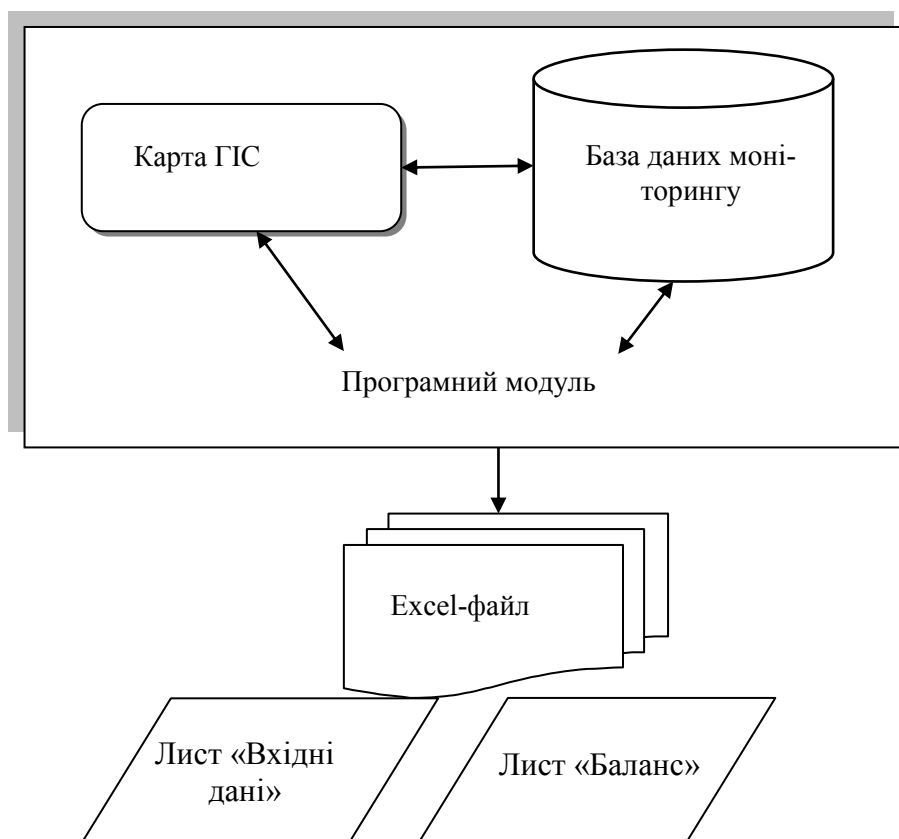 Карта ГІС
База даних моні-
торингу
Програмний модуль
Excel-файл
Лист «Вхідні
дані»
Лист «Баланс»